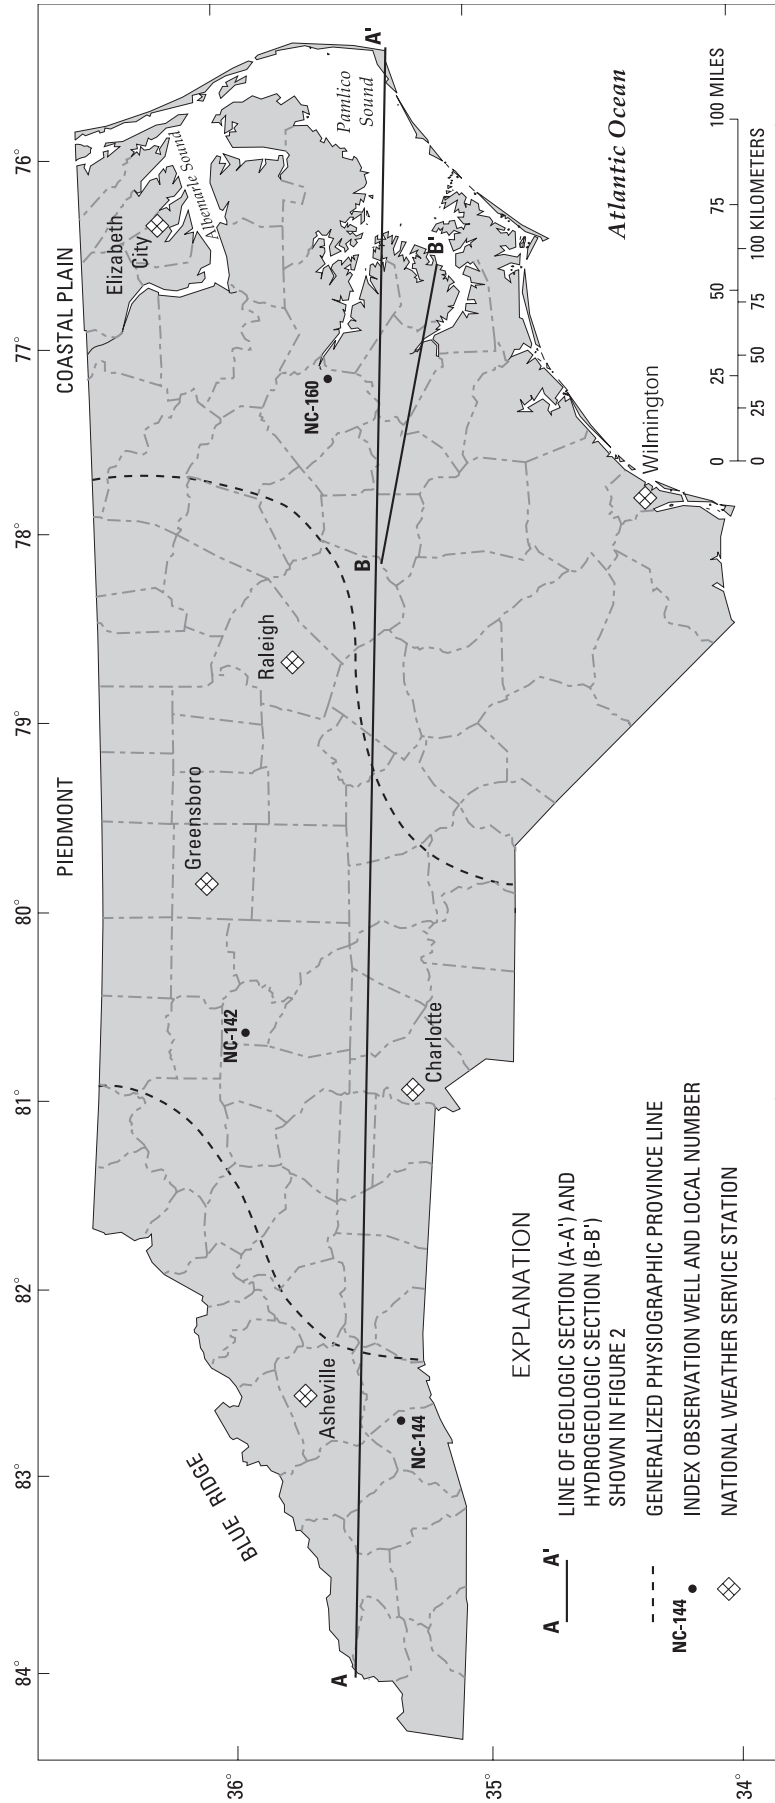 84°
83°
82°
81°
80°
79°
78°
77°
76°
BLUE RIDGE
PIEDMONT
COASTAL PLAIN
36°
35°
34°
Elizabeth
City
Albemarle Sound
Pamlico
Sound
Greensboro
Raleigh
NC-142
NC-160
Asheville
A
A'
B
B'
NC-144
Charlotte
Wilmington
Atlantic Ocean
EXPLANATION
A A' LINE OF GEOLOGIC SECTION (A-A') AND
HYDROGEOLOGIC SECTION (B-B')
SHOWN IN FIGURE 2
GENERALIZED PHYSIOGRAPHIC PROVINCE LINE
NC-144 INDEX OBSERVATION WELL AND LOCAL NUMBER
NATIONAL WEATHER SERVICE STATION
0 25 50 75 100 MILES
0 25 50 75 100 KILOMETERS